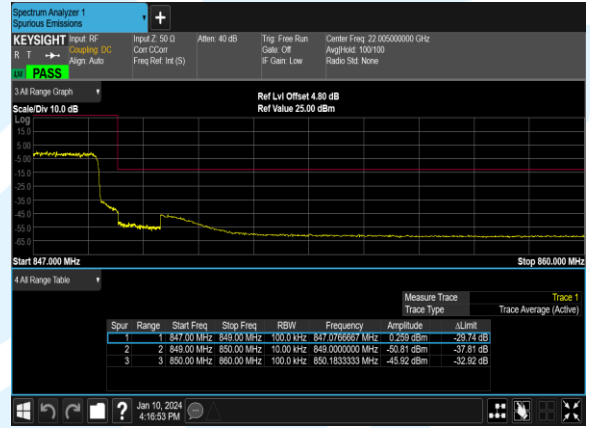 Spectrum Analyzer 1
Spurious Emissions
KEYSIGHT Input: RF Input Z: 50 Ω Atten: 40 dB Trig: Free Run Center Freq: 22.005000000 GHz
R T Coupling: DC Corr CCorr Gate: Off Avg|Hold: 100/100
Align: Auto Freq Ref: Int (S) IF Gain: Low Radio Std: None
PASS
3 All Range Graph
Ref Lvl Offset 4.80 dB
Scale/Div 10.0 dB Ref Value 25.00 dBm
Log
15.0
5.00
-5.00
-15.0
-25.0
-35.0
-45.0
-55.0
-65.0
Start 847.000 MHz Stop 860.000 MHz
4 All Range Table
Measure Trace Trace 1
Trace Type Trace Average (Active)
Spur Range Start Freq Stop Freq RBW Frequency Amplitude ΔLimit
1 1 847.00 MHz 849.00 MHz 100.0 kHz 847.0766667 MHz 0.259 dBm -29.74 dB
2 2 849.00 MHz 850.00 MHz 10.00 kHz 849.0000000 MHz -50.81 dBm -37.81 dB
3 3 850.00 MHz 860.00 MHz 100.0 kHz 850.1833333 MHz -45.92 dBm -32.92 dB
? Jan 10, 2024
4:16:53 PM